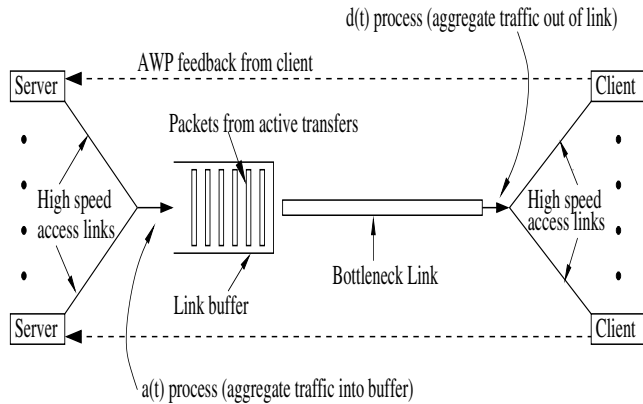 d(t) process (aggregate traffic out of link)
AWP feedback from client
Server
Client
Packets from active transfers
High speed
access links
High speed
access links
Link buffer
Bottleneck Link
Server
Client
a(t) process (aggregate traffic into buffer)